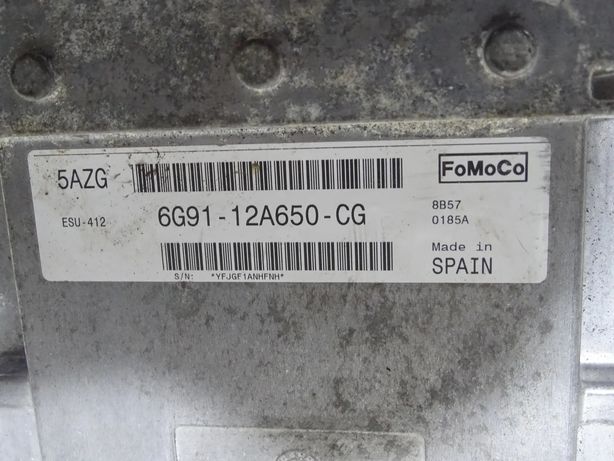 5AZG
FoMoCo
ESU-412
6G91-12A650-CG
8B57
0185A
Made in
SPAIN
S/N: *YFJGF1ANHFNH*